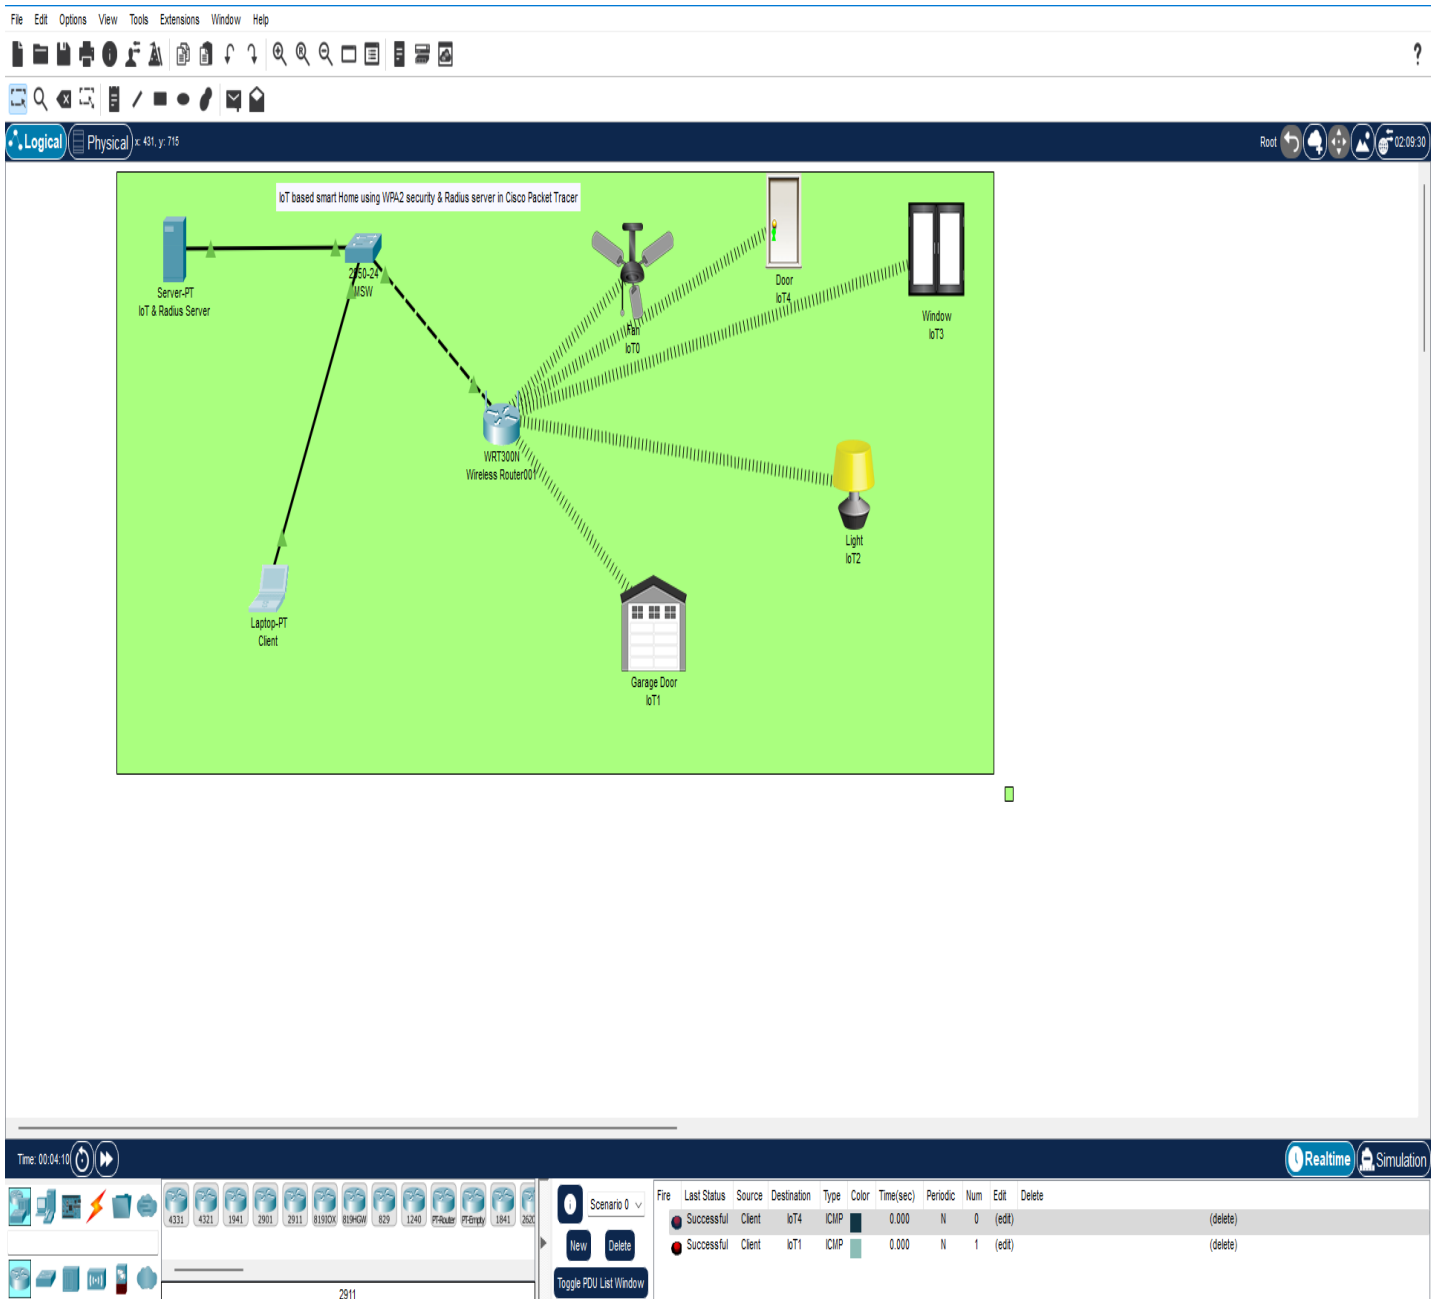 File Edit Options View Tools Extensions Window Help
?
Logical Physical x: 431, y: 715 Root 02:09:30
IoT based smart Home using WPA2 security & Radius server in Cisco Packet Tracer
Server-PT
IoT & Radius Server
2950-24
MSW
Fan
IoT0
Door
IoT4
Window
IoT3
WRT300N
Wireless Router001
Light
IoT2
Laptop-PT
Client
Garage Door
IoT1
Time: 00:04:10 Realtime Simulation
4331 4321 1941 2901 2911 819IOX 819HGW 829 1240 PT-Router PT-Empty 1841
2911
Scenario 0
New Delete
Toggle PDU List Window
Fire Last Status Source Destination Type Color Time(sec) Periodic Num Edit Delete
Successful Client IoT4 ICMP 0.000 N 0 (edit) (delete)
Successful Client IoT1 ICMP 0.000 N 1 (edit) (delete)